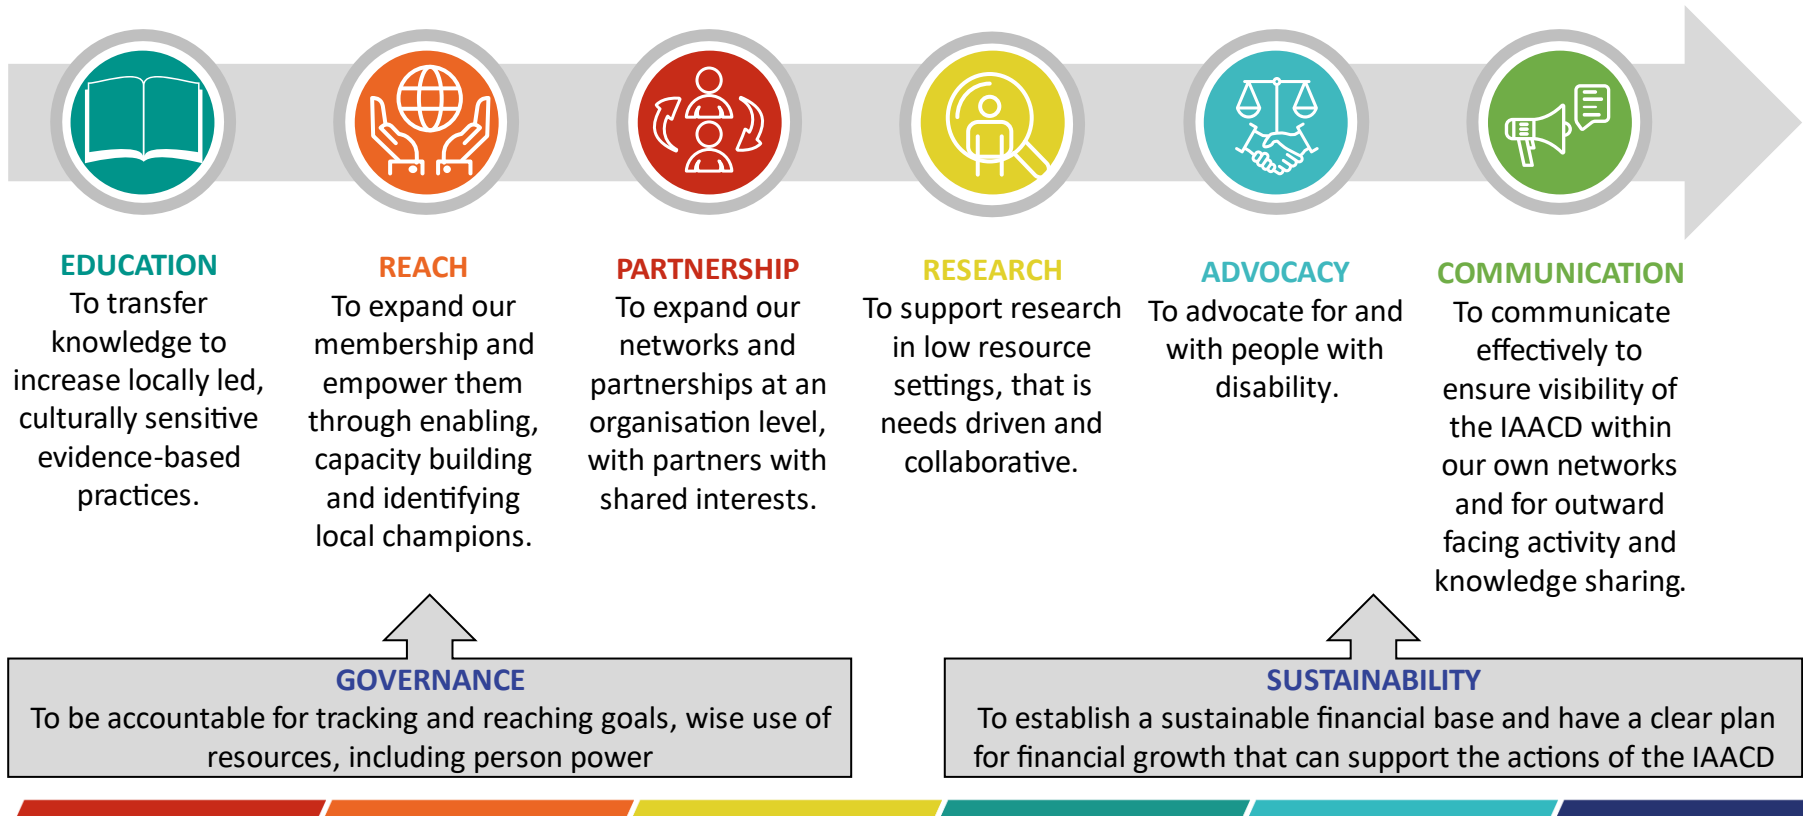 EDUCATION
To transfer
knowledge to
increase locally led,
culturally sensitive
evidence-based
practices.
REACH
To expand our
membership and
empower them
through enabling,
capacity building
and identifying
local champions.
PARTNERSHIP
To expand our
networks and
partnerships at an
organisation level,
with partners with
shared interests.
RESEARCH
To support research
in low resource
settings, that is
needs driven and
collaborative.
ADVOCACY
To advocate for and
with people with
disability.
COMMUNICATION
To communicate
effectively to
ensure visibility of
the IAACD within
our own networks
and for outward
facing activity and
knowledge sharing.
GOVERNANCE
To be accountable for tracking and reaching goals, wise use of
resources, including person power
SUSTAINABILITY
To establish a sustainable financial base and have a clear plan
for financial growth that can support the actions of the IAACD